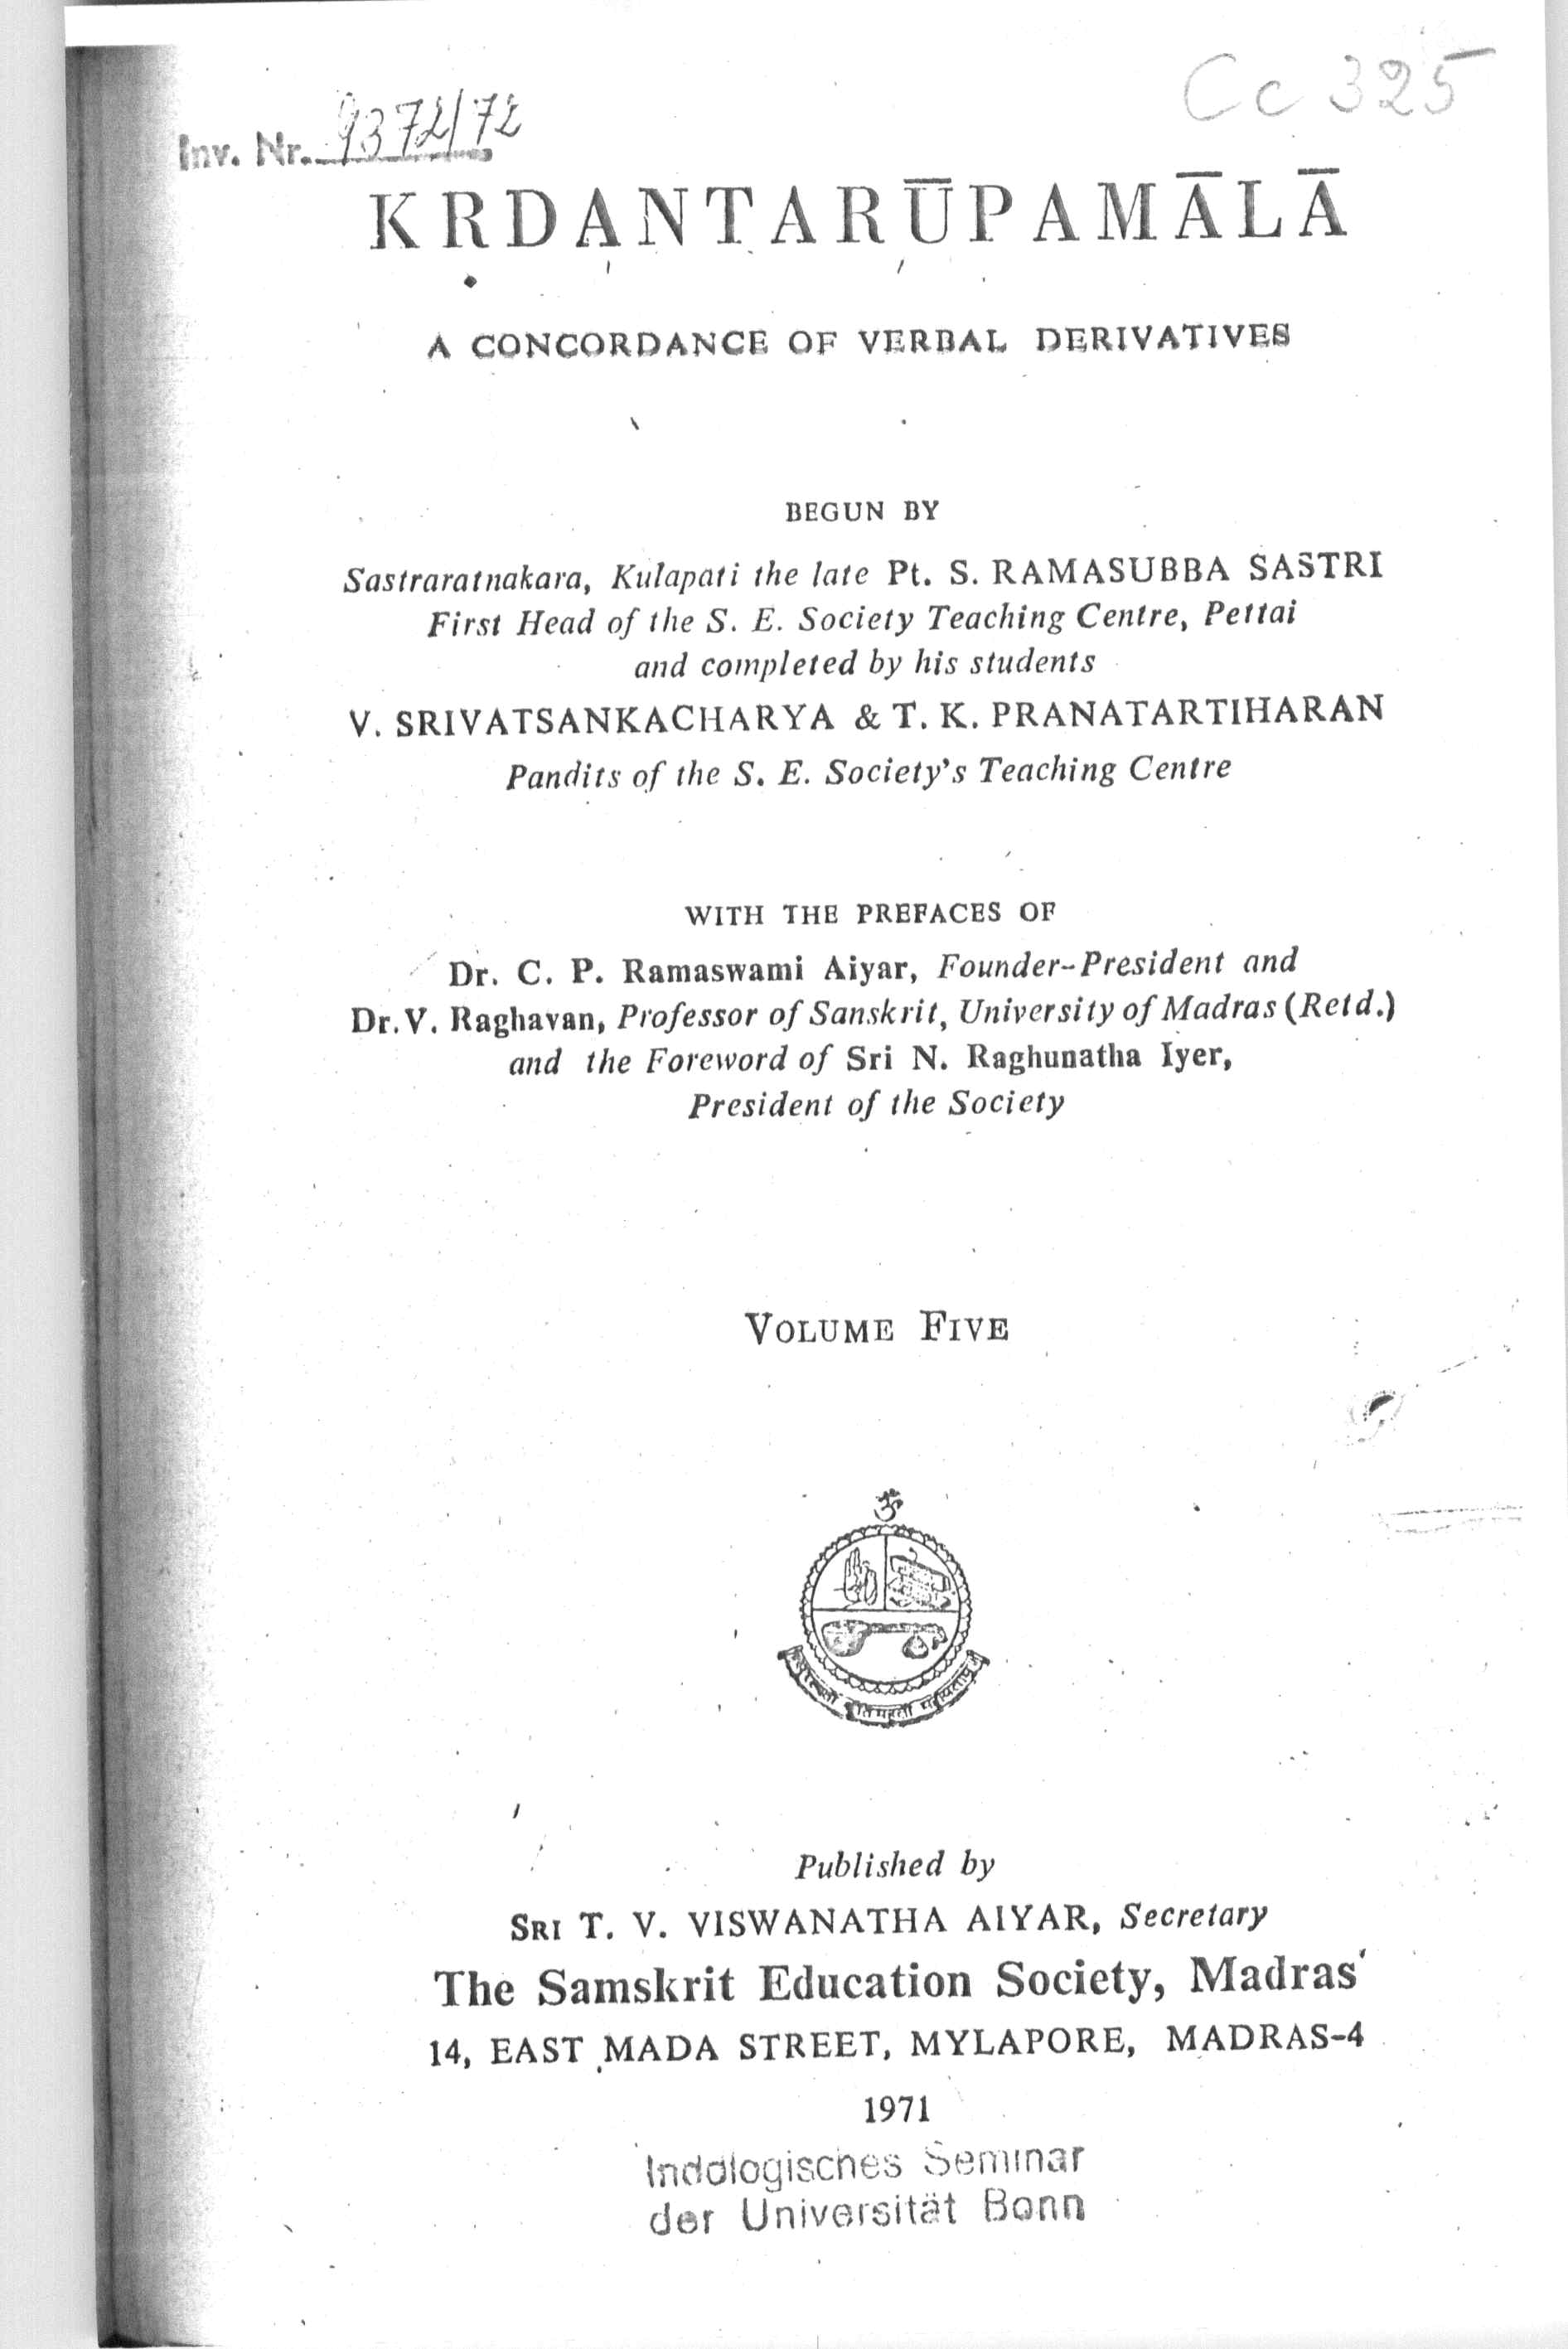 Cc 325
Inv. Nr. 9372/72
KṚDANTARŪPAMĀLĀ
A CONCORDANCE OF VERBAL DERIVATIVES
BEGUN BY
Sastraratnakara, Kulapati the late Pt. S. RAMASUBBA SASTRI
First Head of the S. E. Society Teaching Centre, Pettai
and completed by his students
V. SRIVATSANKACHARYA & T. K. PRANATARTIHARAN
Pandits of the S. E. Society's Teaching Centre
WITH THE PREFACES OF
Dr. C. P. Ramaswami Aiyar, Founder-President and
Dr. V. Raghavan, Professor of Sanskrit, University of Madras (Retd.)
and the Foreword of Sri N. Raghunatha Iyer,
President of the Society
VOLUME FIVE
ॐ
Published by
SRI T. V. VISWANATHA AIYAR, Secretary
The Samskrit Education Society, Madras
14, EAST MADA STREET, MYLAPORE, MADRAS-4
1971
Indologisches Seminar
der Universität Bonn